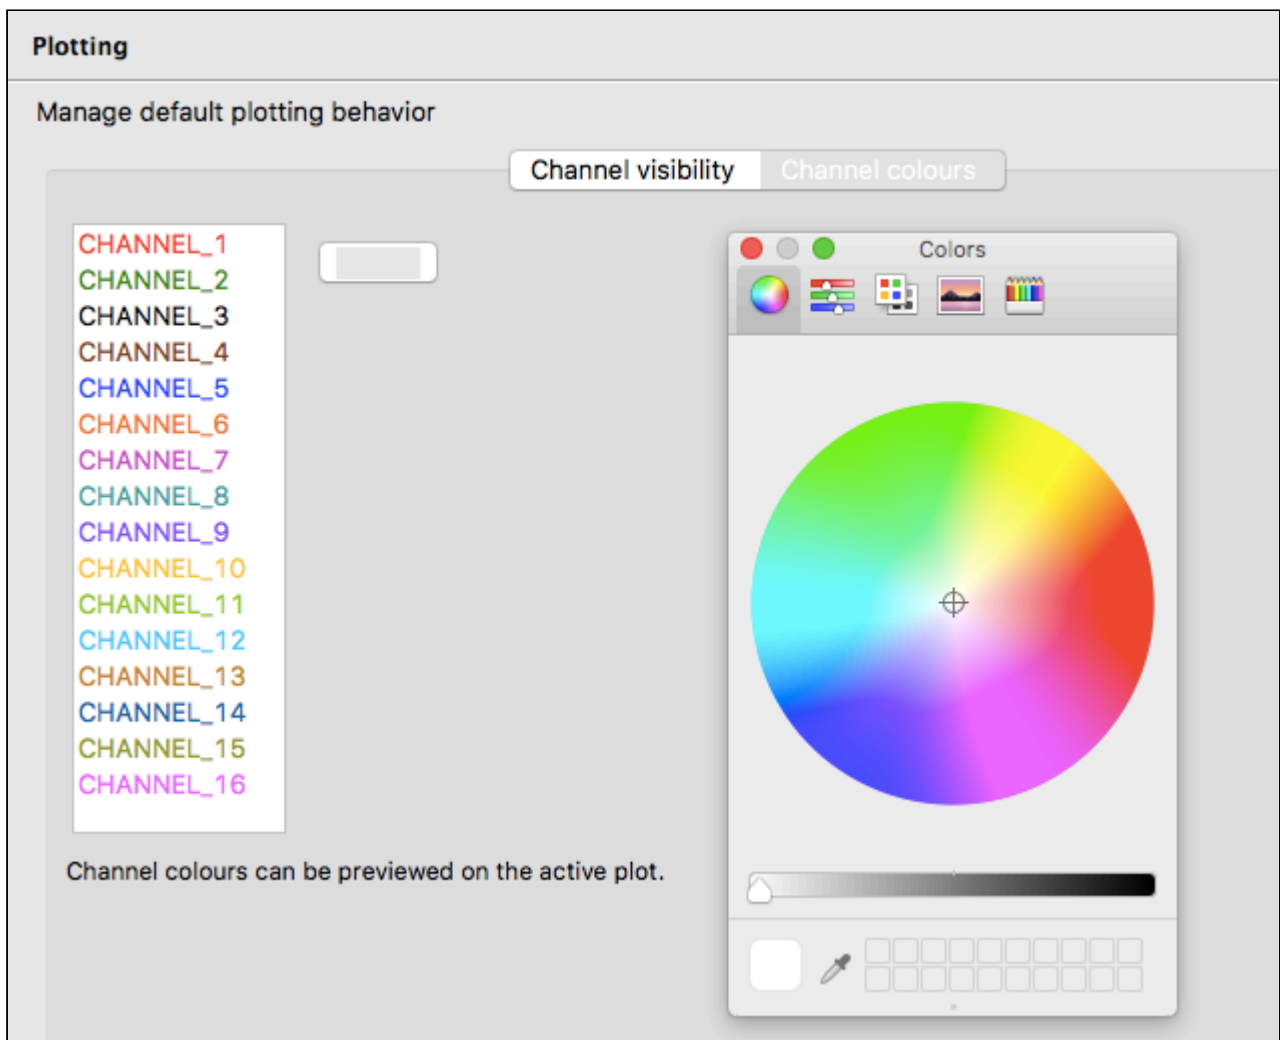 Plotting
Manage default plotting behavior
Channel visibility Channel colours
CHANNEL_1
CHANNEL_2
CHANNEL_3
CHANNEL_4
CHANNEL_5
CHANNEL_6
CHANNEL_7
CHANNEL_8
CHANNEL_9
CHANNEL_10
CHANNEL_11
CHANNEL_12
CHANNEL_13
CHANNEL_14
CHANNEL_15
CHANNEL_16
Channel colours can be previewed on the active plot.
Colors